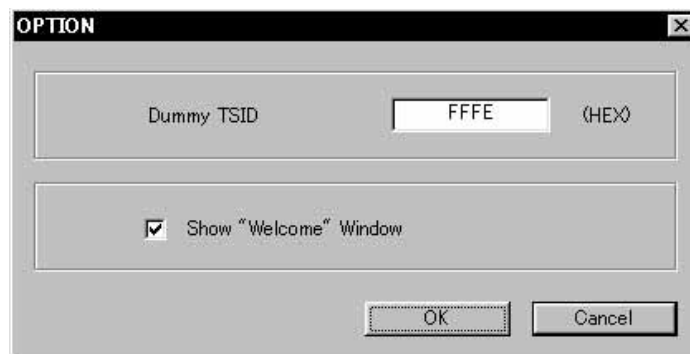 OPTION
Dummy TSID FFFE (HEX)
Show "Welcome" Window
OK Cancel